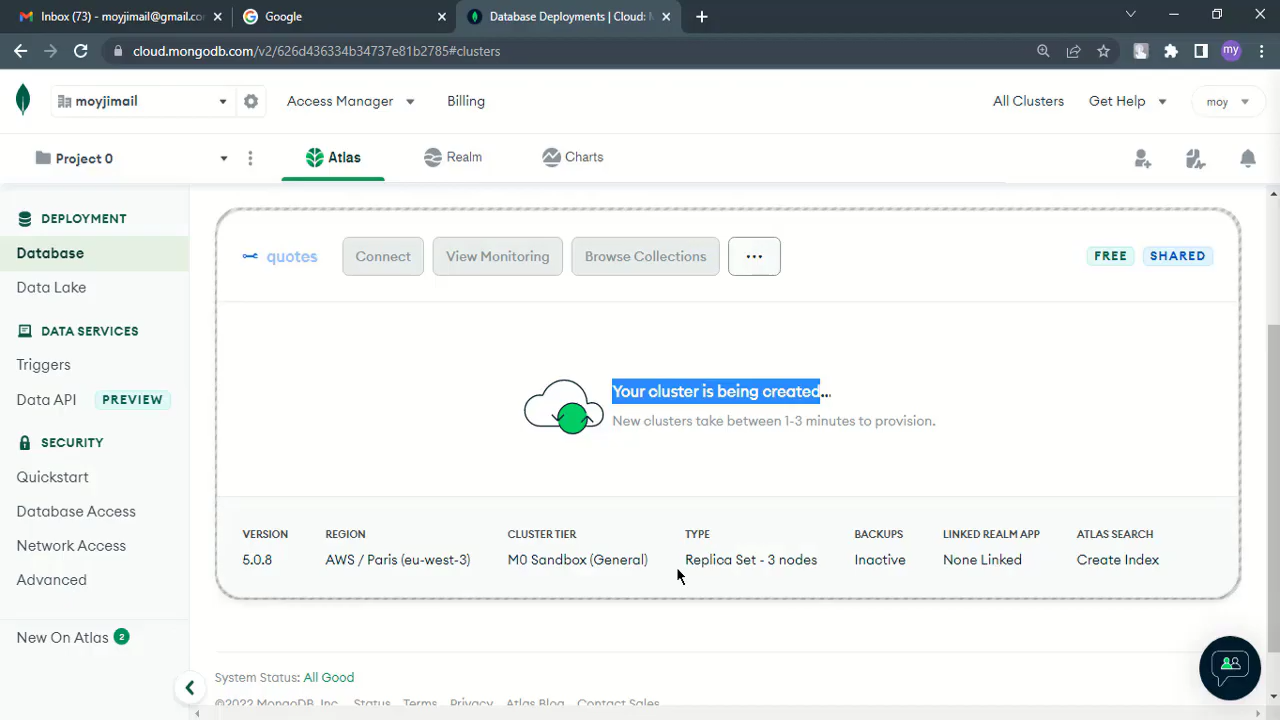 Inbox (73) - moyjimail@gmail.co
Google
Database Deployments | Cloud: M
cloud.mongodb.com/v2/626d436334b34737e81b2785#clusters
my
moyjimail
Access Manager
Billing
All Clusters
Get Help
moy
Project 0
Atlas
Realm
Charts
DEPLOYMENT
Database
Data Lake
DATA SERVICES
Triggers
Data API PREVIEW
SECURITY
Quickstart
Database Access
Network Access
Advanced
New On Atlas 2
quotes
Connect
View Monitoring
Browse Collections
...
FREE
SHARED
Your cluster is being created...
New clusters take between 1-3 minutes to provision.
VERSION
5.0.8
REGION
AWS / Paris (eu-west-3)
CLUSTER TIER
M0 Sandbox (General)
TYPE
Replica Set - 3 nodes
BACKUPS
Inactive
LINKED REALM APP
None Linked
ATLAS SEARCH
Create Index
System Status: All Good
©2022 MongoDB, Inc. Status Terms Privacy Atlas Blog Contact Sales